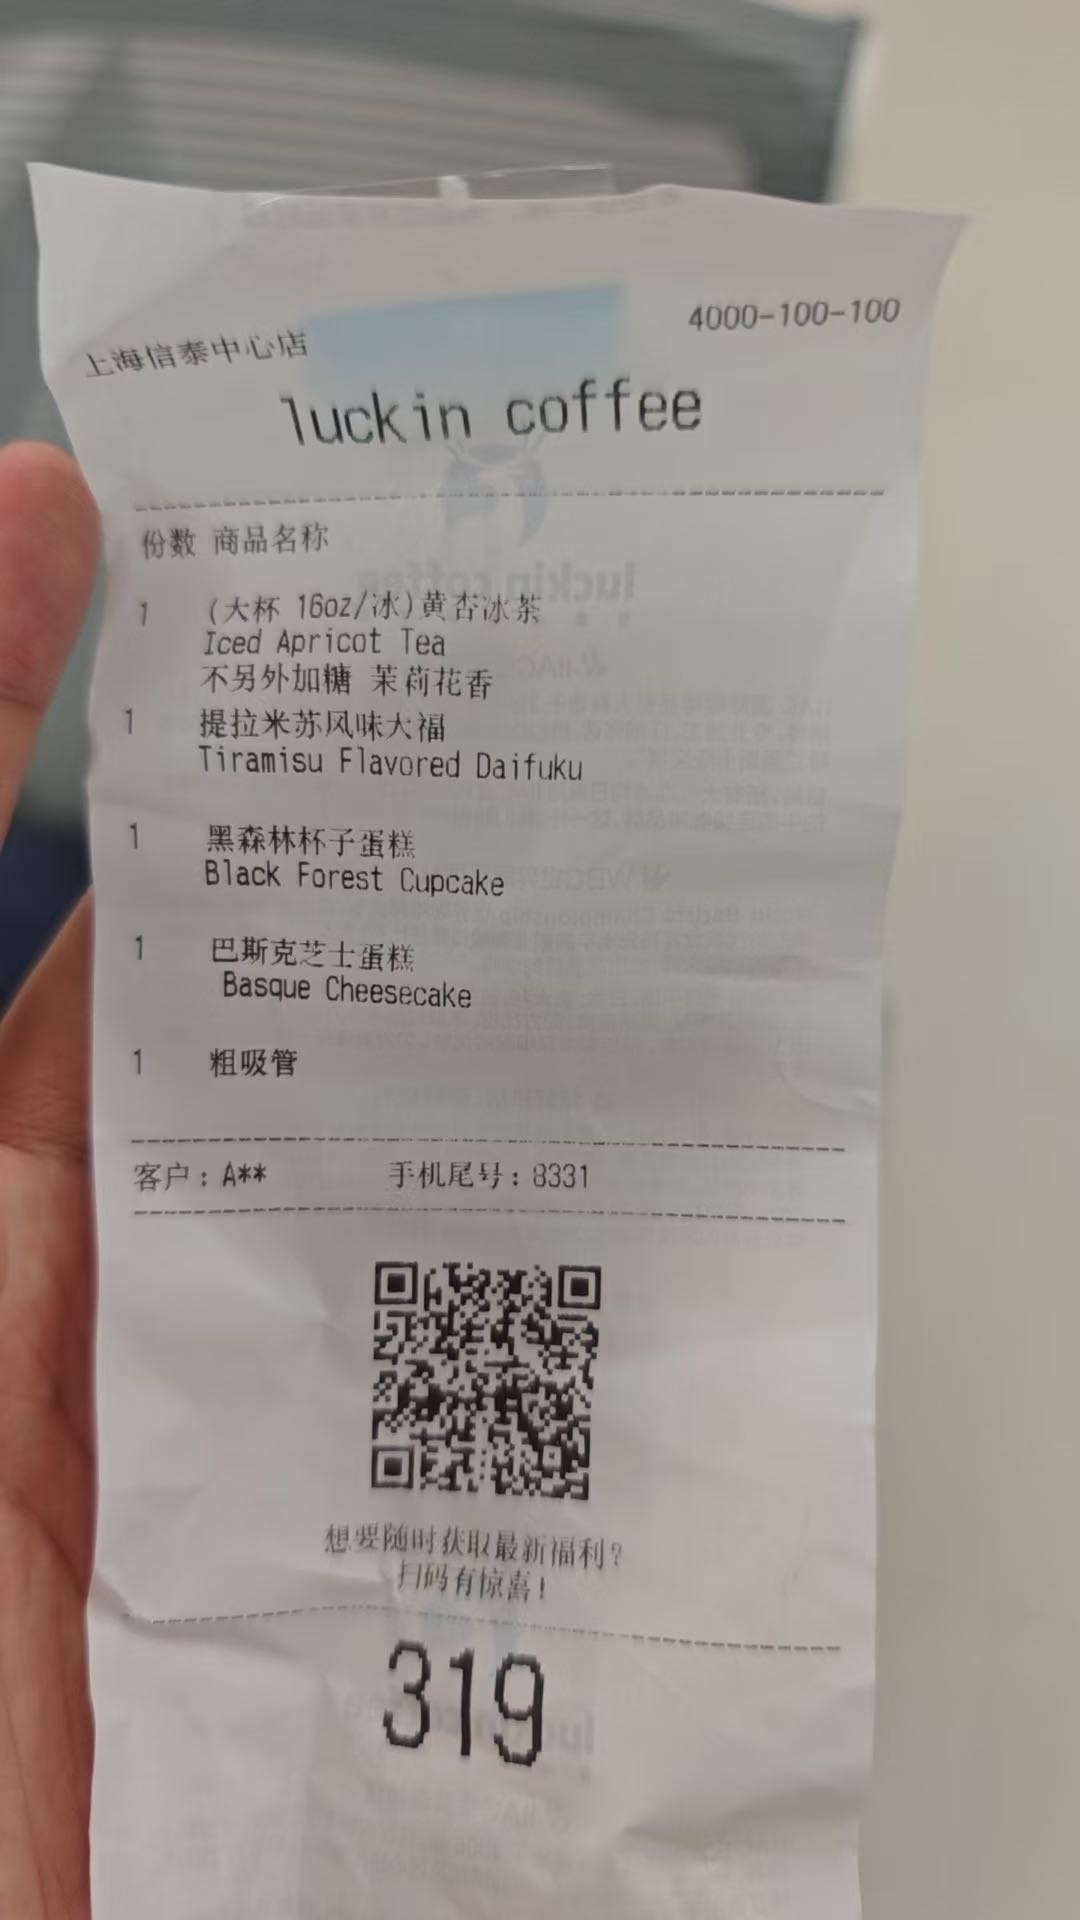 上海信泰中心店
4000-100-100
luckin coffee
份数 商品名称
1 (大杯 16oz/冰)黄杏冰茶
Iced Apricot Tea
不另外加糖 茉莉花香
1 提拉米苏风味大福
Tiramisu Flavored Daifuku
1 黑森林杯子蛋糕
Black Forest Cupcake
1 巴斯克芝士蛋糕
Basque Cheesecake
1 粗吸管
客户：A** 手机尾号：8331
想要随时获取最新福利？
扫码有惊喜！
319